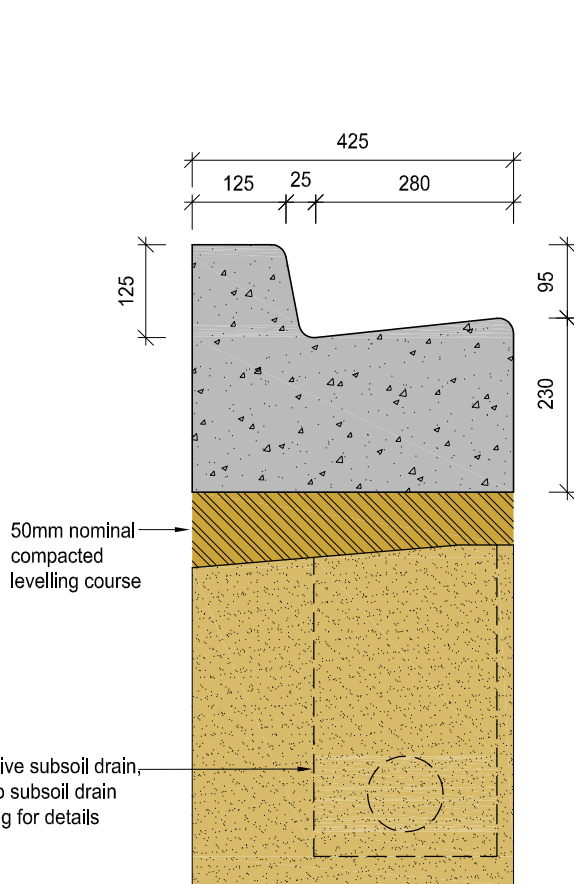 425
125
25
280
125
95
230
50mm nominal
compacted
levelling course
subsoil drain,
subsoil drain
for details